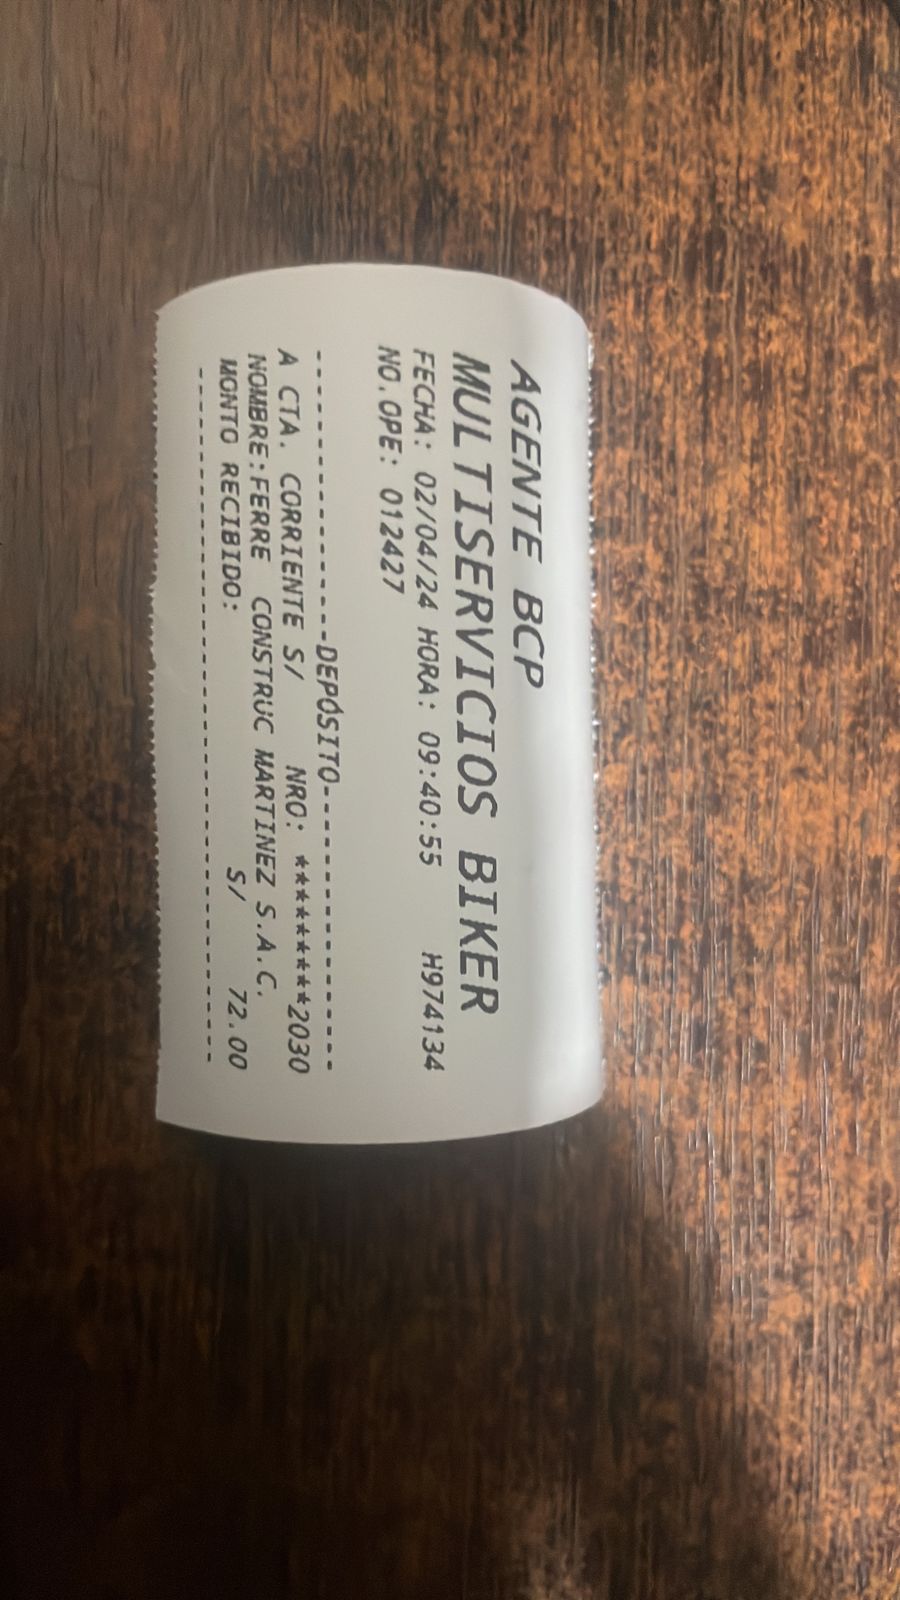 AGENTE BCP
MULTISERVICIOS BIKER
FECHA: 02/04/24 HORA: 09:40:55 H974134
NO.OPE: 012427
--------------------DEPÓSITO--------------------
A CTA. CORRIENTE S/ NRO: *********2030
NOMBRE:FERRE CONSTRUC MARTINEZ S.A.C.
MONTO RECIBIDO: S/ 72.00
------------------------------------------------